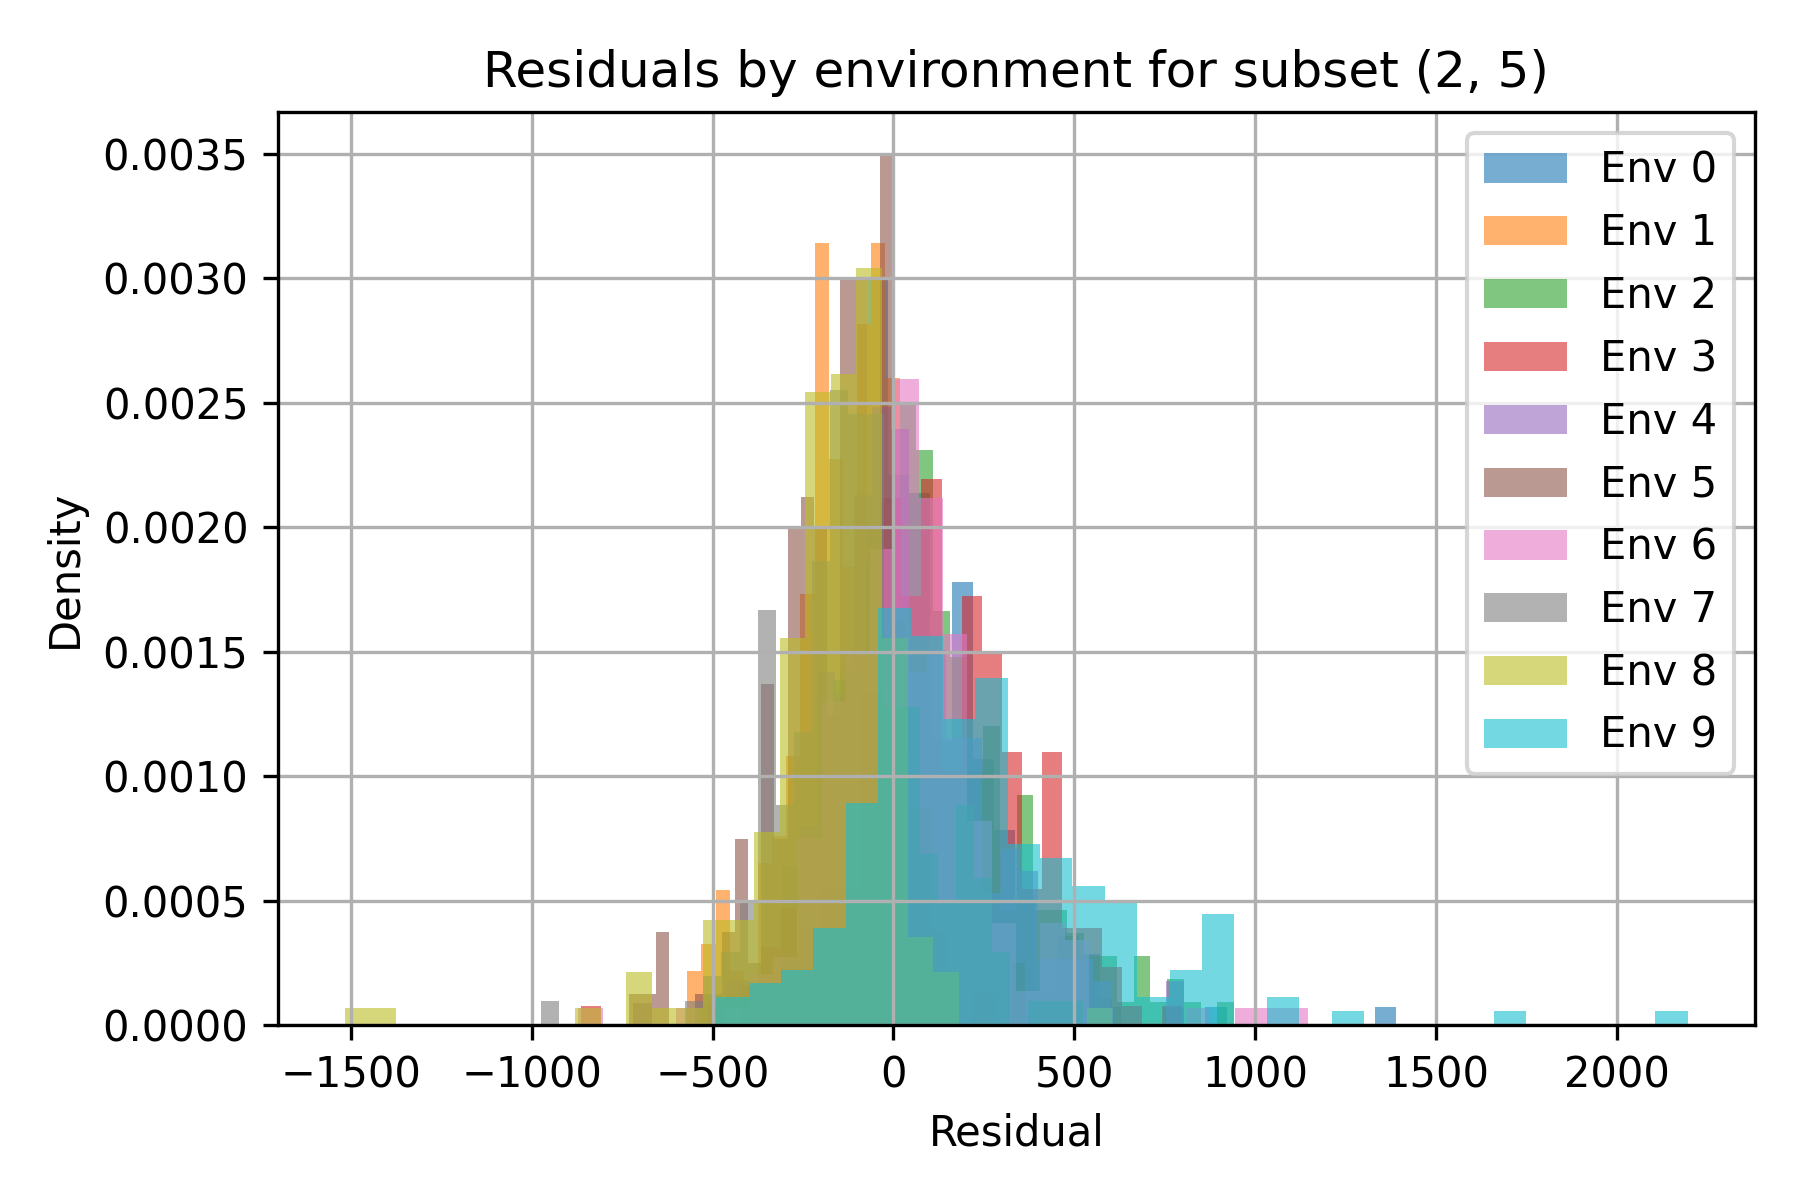 Residuals by environment for subset (2, 5)
0.0035
0.0030
0.0025
0.0020
0.0015
0.0010
0.0005
0.0000
Density
−1500
−1000
−500
0
500
1000
1500
2000
Residual
Env 0
Env 1
Env 2
Env 3
Env 4
Env 5
Env 6
Env 7
Env 8
Env 9